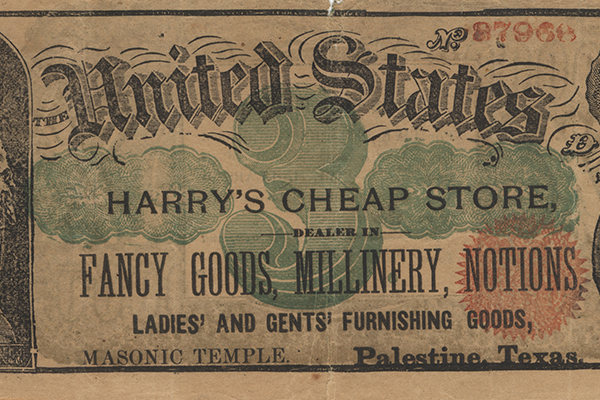 No. 37966
THE United States
HARRY'S CHEAP STORE,
DEALER IN
FANCY GOODS, MILLINERY, NOTIONS
LADIES' AND GENTS' FURNISHING GOODS,
MASONIC TEMPLE. Palestine, Texas.